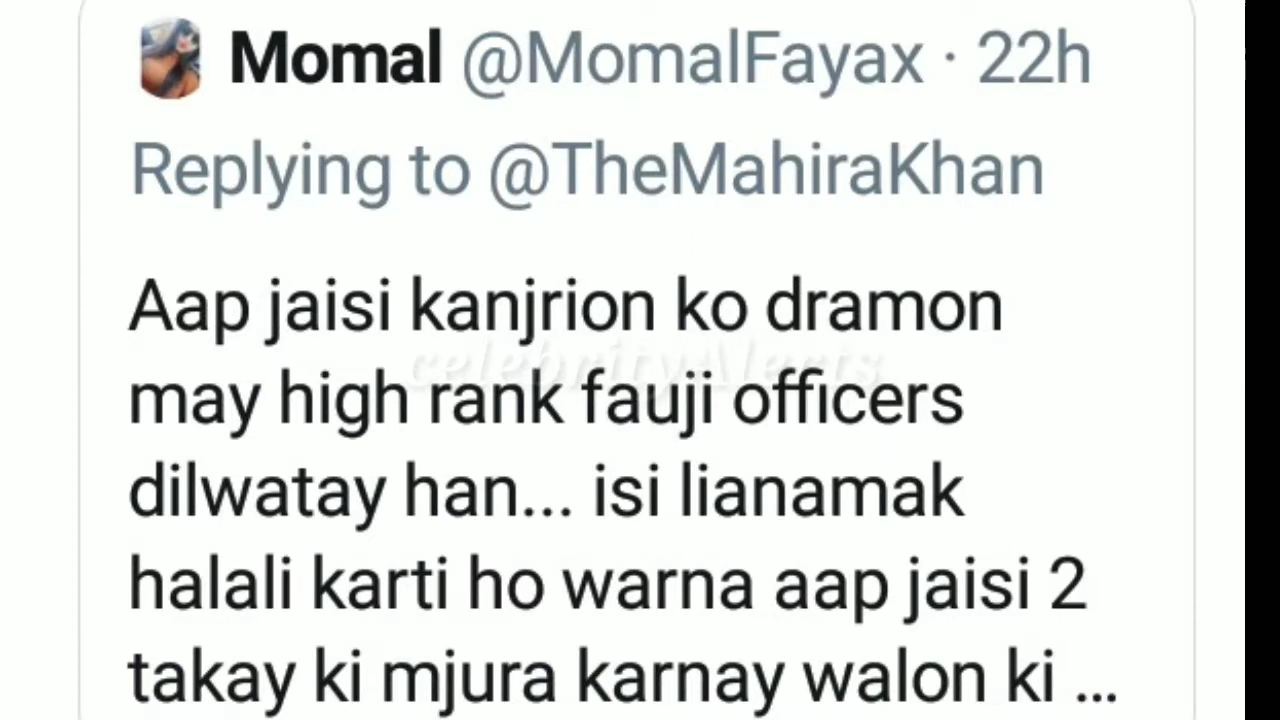 Momal @MomalFayax · 22h
Replying to @TheMahiraKhan
Aap jaisi kanjrion ko dramon
celebrityAlerts
may high rank fauji officers
dilwatay han... isi lianamak
halali karti ho warna aap jaisi 2
takay ki mjura karnay walon ki ...